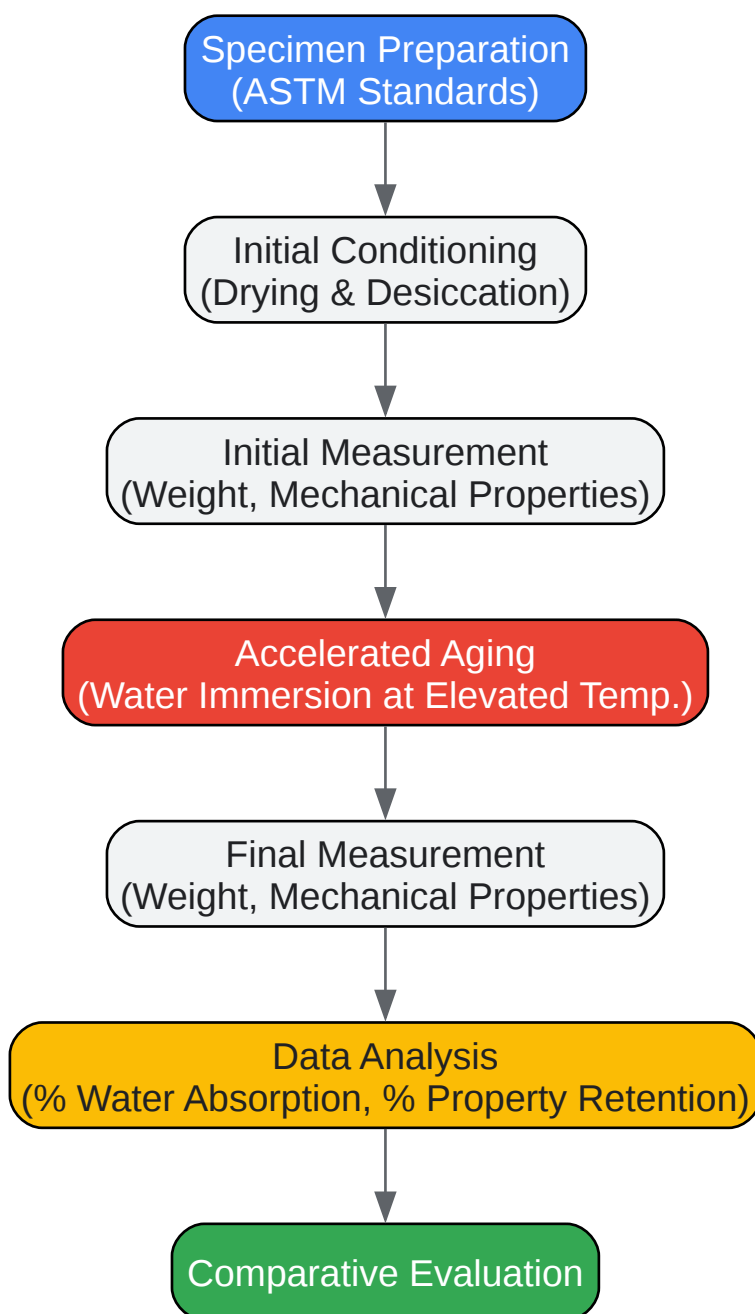 Specimen Preparation
(ASTM Standards)
Initial Conditioning
(Drying & Desiccation)
Initial Measurement
(Weight, Mechanical Properties)
Accelerated Aging
(Water Immersion at Elevated Temp.)
Final Measurement
(Weight, Mechanical Properties)
Data Analysis
(% Water Absorption, % Property Retention)
Comparative Evaluation